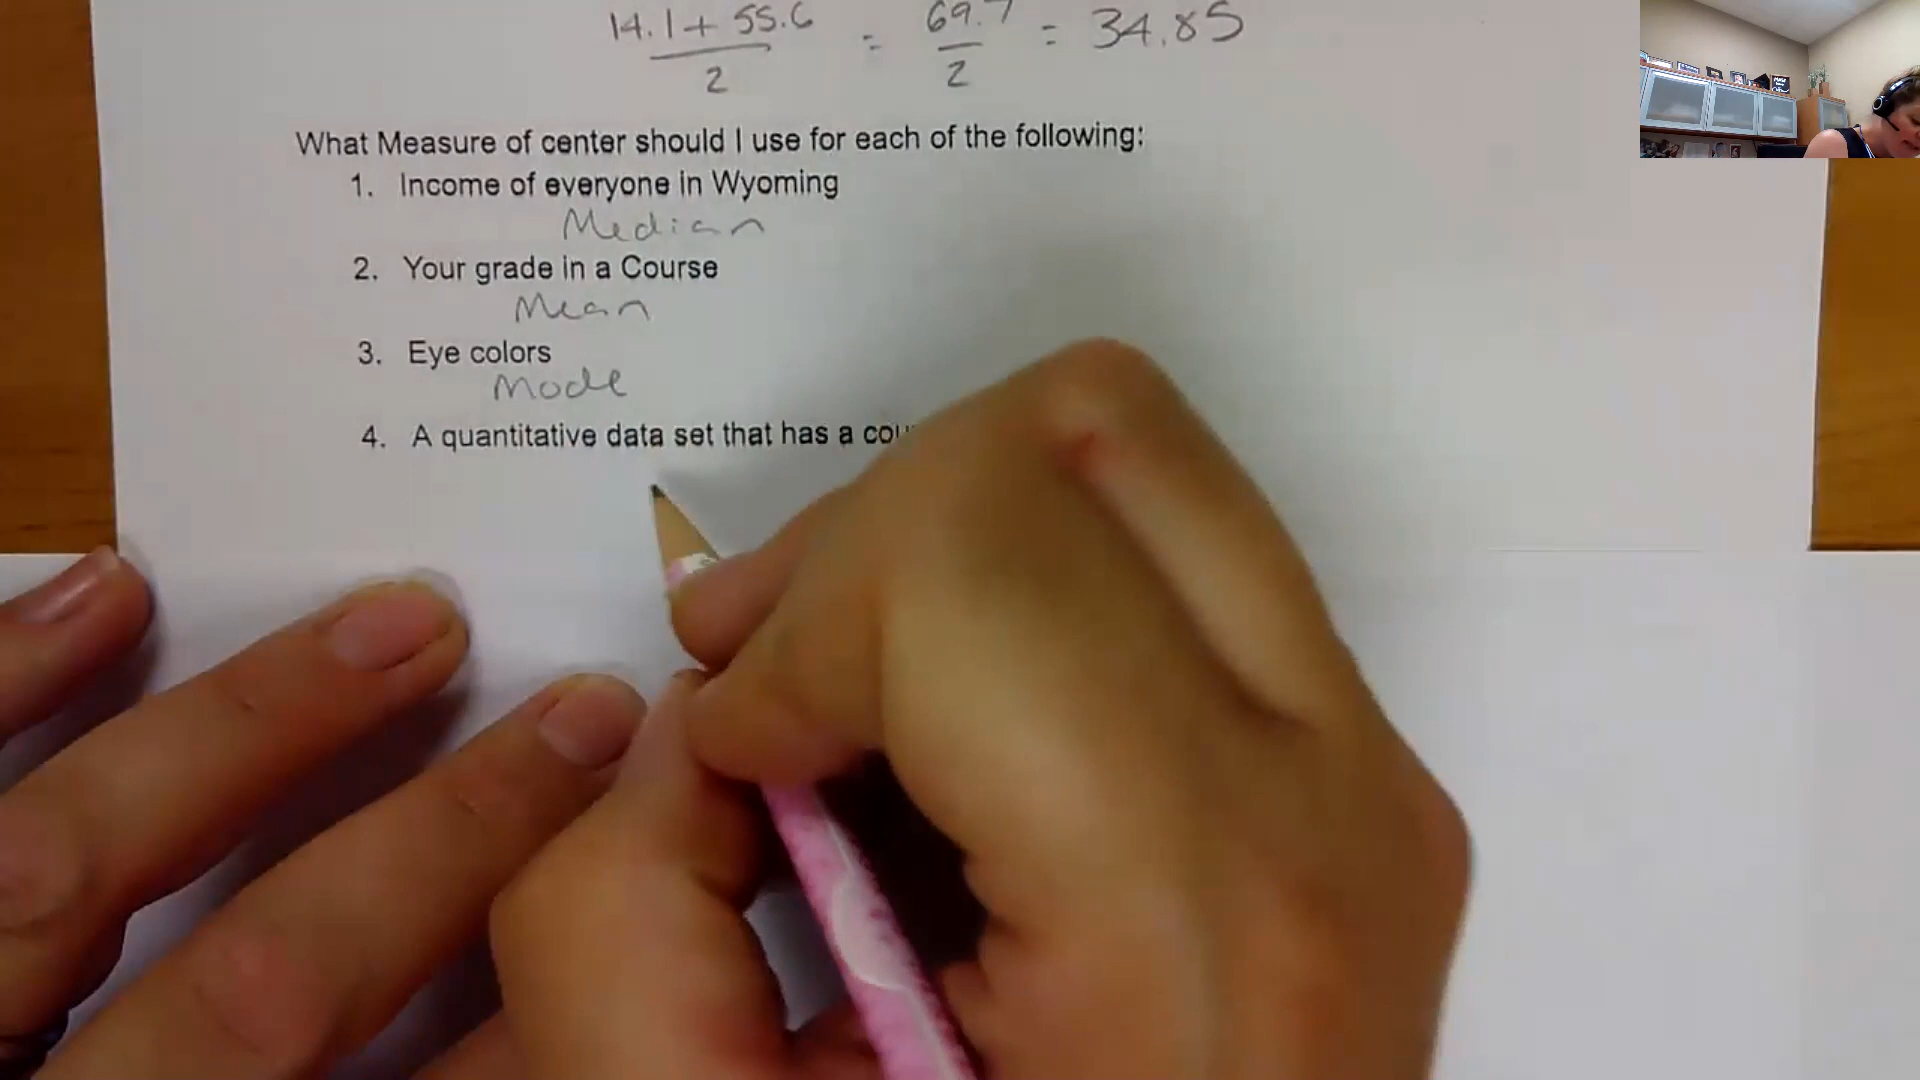 14.1 + 55.6 / 2 = 69.7 / 2 = 34.85
What Measure of center should I use for each of the following:
1. Income of everyone in Wyoming
Median
2. Your grade in a Course
Mean
3. Eye colors
Mode
4. A quantitative data set that has a